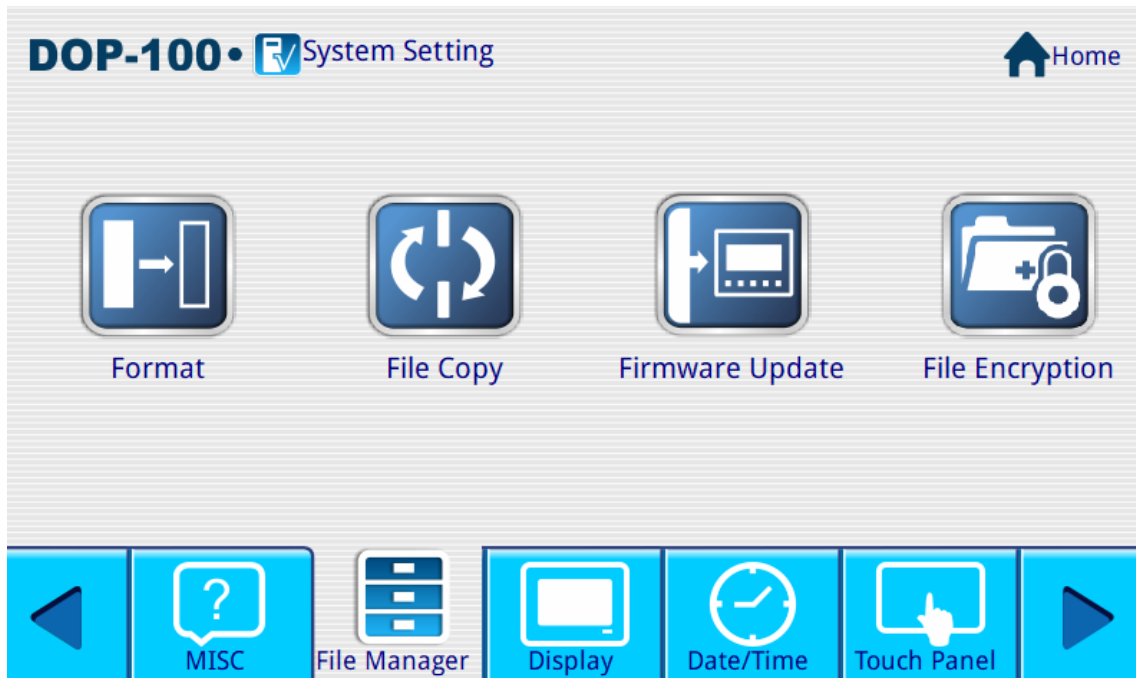 DOP-100• System Setting
Home
Format
File Copy
Firmware Update
File Encryption
?
MISC
File Manager
Display
Date/Time
Touch Panel